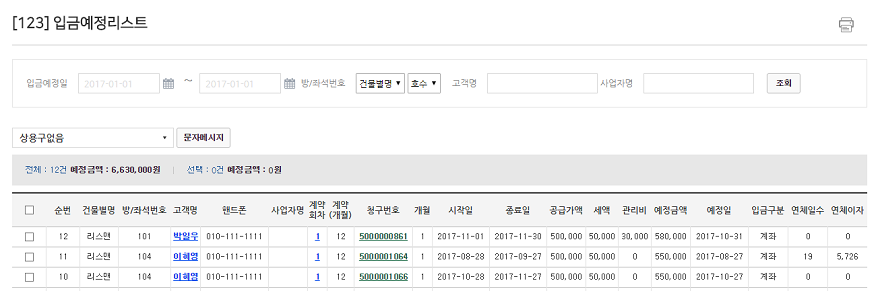 [123] 입금예정리스트
입금예정일 2017-01-01 ~ 2017-01-01 방/좌석번호 건물별명 ▼ 호수 ▼ 고객명 사업자명 조회
상용구없음 문자메시지
전체 : 12건 예정금액 : 6,630,000원 | 선택 : 0건 예정금액 : 0원
순번 건물별명 방/좌석번호 고객명 핸드폰 사업자명 계약회차 계약(개월) 청구번호 개월 시작일 종료일 공급가액 세액 관리비 예정금액 예정일 입금구분 연체일수 연체이자
12 리스맨 101 박일우 010-111-1111 1 12 5000000861 1 2017-11-01 2017-11-30 500,000 50,000 30,000 580,000 2017-10-31 계좌 0 0
11 리스맨 104 이혜영 010-111-1111 1 12 5000001064 1 2017-08-28 2017-09-27 500,000 50,000 0 550,000 2017-08-27 계좌 19 5,726
10 리스맨 104 이혜영 010-111-1111 1 12 5000001066 1 2017-10-28 2017-11-27 500,000 50,000 0 550,000 2017-10-27 계좌 0 0